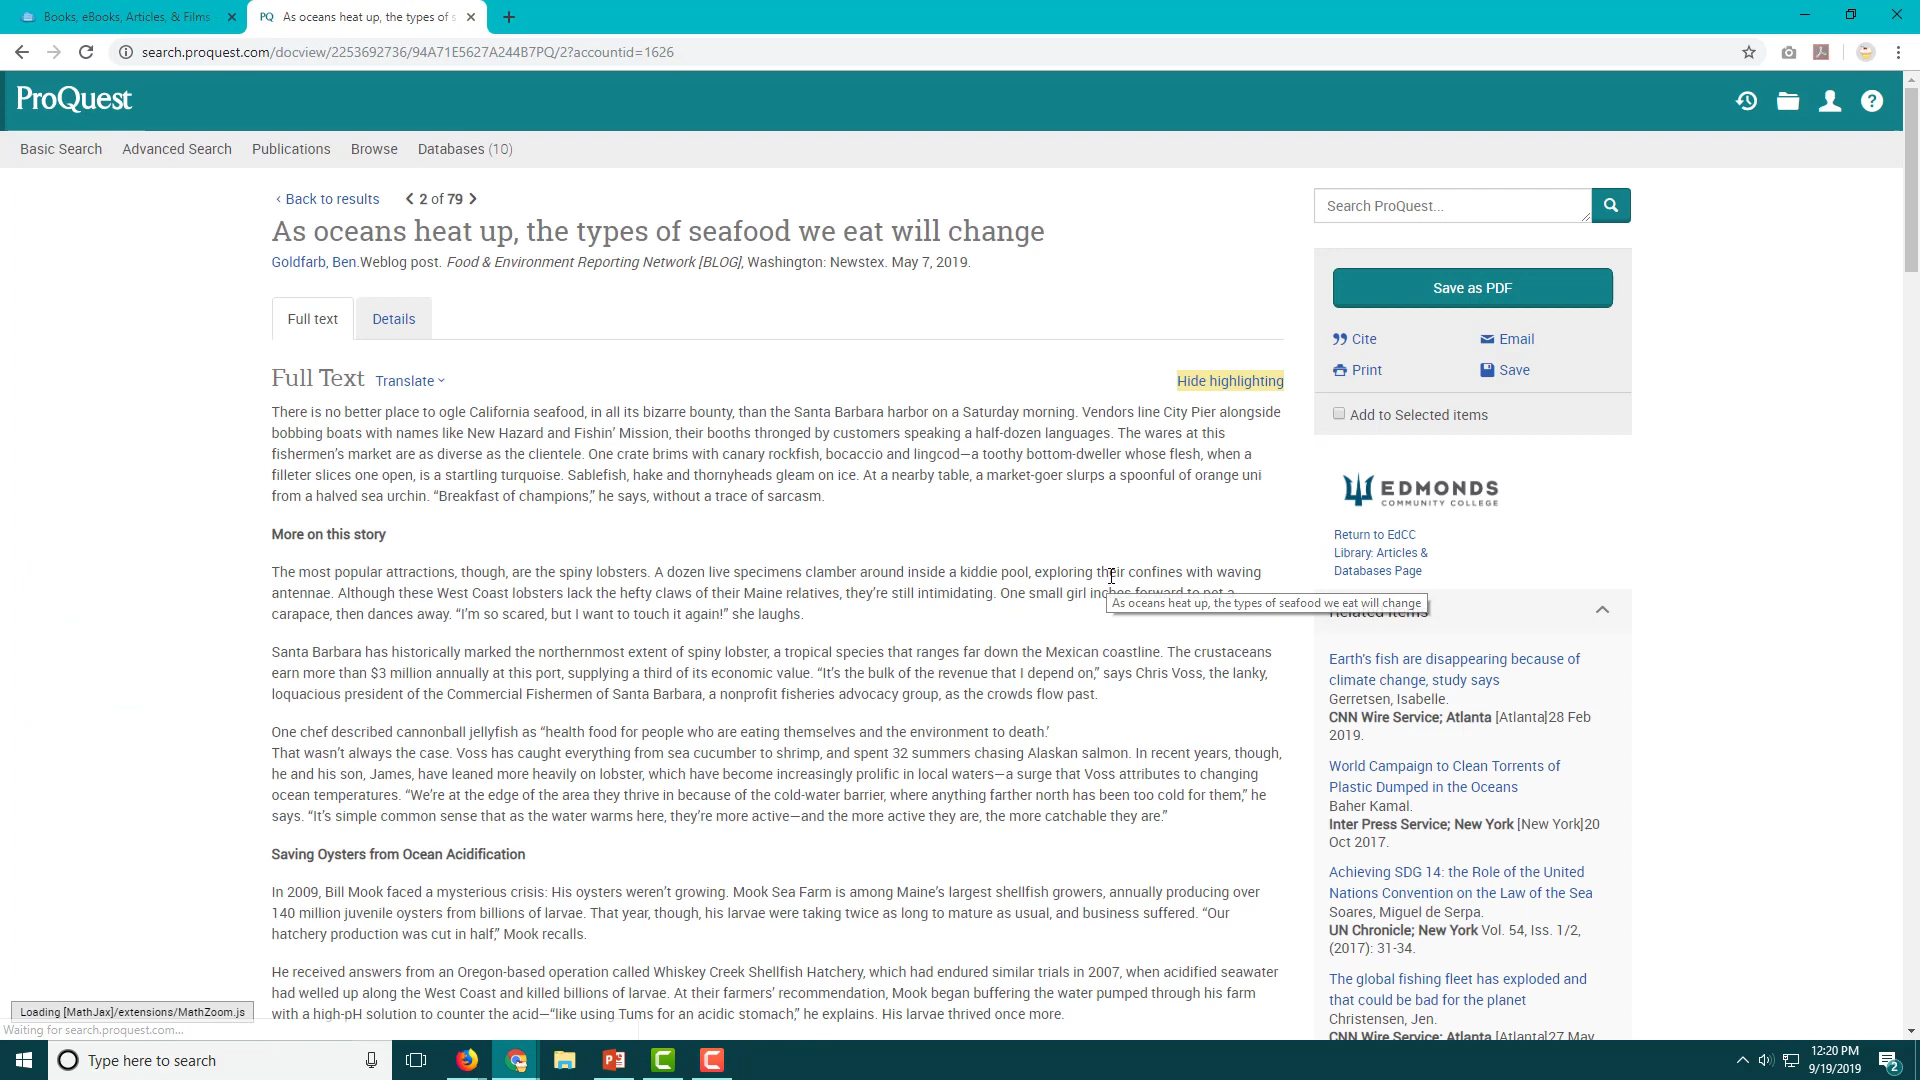 Books, eBooks, Articles, & Films
PQ As oceans heat up, the types of s
search.proquest.com/docview/2253692736/94A71E5627A244B7PQ/2?accountid=1626
ProQuest
Basic Search Advanced Search Publications Browse Databases (10)
‹ Back to results 2 of 79
As oceans heat up, the types of seafood we eat will change
Goldfarb, Ben.Weblog post. Food & Environment Reporting Network [BLOG], Washington: Newstex. May 7, 2019.
Full text Details
Full Text Translate Hide highlighting
There is no better place to ogle California seafood, in all its bizarre bounty, than the Santa Barbara harbor on a Saturday morning. Vendors line City Pier alongside
bobbing boats with names like New Hazard and Fishin’ Mission, their booths thronged by customers speaking a half-dozen languages. The wares at this
fishermen’s market are as diverse as the clientele. One crate brims with canary rockfish, bocaccio and lingcod—a toothy bottom-dweller whose flesh, when a
filleter slices one open, is a startling turquoise. Sablefish, hake and thornyheads gleam on ice. At a nearby table, a market-goer slurps a spoonful of orange uni
from a halved sea urchin. “Breakfast of champions,” he says, without a trace of sarcasm.
More on this story
The most popular attractions, though, are the spiny lobsters. A dozen live specimens clamber around inside a kiddie pool, exploring their confines with waving
antennae. Although these West Coast lobsters lack the hefty claws of their Maine relatives, they’re still intimidating. One small girl inches forward to pet a
As oceans heat up, the types of seafood we eat will change
carapace, then dances away. “I’m so scared, but I want to touch it again!” she laughs.
Santa Barbara has historically marked the northernmost extent of spiny lobster, a tropical species that ranges far down the Mexican coastline. The crustaceans
earn more than $3 million annually at this port, supplying a third of its economic value. “It’s the bulk of the revenue that I depend on,” says Chris Voss, the lanky,
loquacious president of the Commercial Fishermen of Santa Barbara, a nonprofit fisheries advocacy group, as the crowds flow past.
One chef described cannonball jellyfish as “health food for people who are eating themselves and the environment to death.’
That wasn’t always the case. Voss has caught everything from sea cucumber to shrimp, and spent 32 summers chasing Alaskan salmon. In recent years, though,
he and his son, James, have leaned more heavily on lobster, which have become increasingly prolific in local waters—a surge that Voss attributes to changing
ocean temperatures. “We’re at the edge of the area they thrive in because of the cold-water barrier, where anything farther north has been too cold for them,” he
says. “It’s simple common sense that as the water warms here, they’re more active—and the more active they are, the more catchable they are.”
Saving Oysters from Ocean Acidification
In 2009, Bill Mook faced a mysterious crisis: His oysters weren’t growing. Mook Sea Farm is among Maine’s largest shellfish growers, annually producing over
140 million juvenile oysters from billions of larvae. That year, though, his larvae were taking twice as long to mature as usual, and business suffered. “Our
hatchery production was cut in half,” Mook recalls.
He received answers from an Oregon-based operation called Whiskey Creek Shellfish Hatchery, which had endured similar trials in 2007, when acidified seawater
had welled up along the West Coast and killed billions of larvae. At their farmers’ recommendation, Mook began buffering the water pumped through his farm
with a high-pH solution to counter the acid—“like using Tums for an acidic stomach,” he explains. His larvae thrived once more.
Search ProQuest...
Save as PDF
Cite Email
Print Save
Add to Selected items
EDMONDS
COMMUNITY COLLEGE
Return to EdCC
Library: Articles &
Databases Page
Related items
Earth's fish are disappearing because of
climate change, study says
Gerretsen, Isabelle.
CNN Wire Service; Atlanta [Atlanta]28 Feb
2019.
World Campaign to Clean Torrents of
Plastic Dumped in the Oceans
Baher Kamal.
Inter Press Service; New York [New York]20
Oct 2017.
Achieving SDG 14: the Role of the United
Nations Convention on the Law of the Sea
Soares, Miguel de Serpa.
UN Chronicle; New York Vol. 54, Iss. 1/2,
(2017): 31-34.
The global fishing fleet has exploded and
that could be bad for the planet
Christensen, Jen.
CNN Wire Service; Atlanta [Atlanta]27 May
Loading [MathJax]/extensions/MathZoom.js
Waiting for search.proquest.com...
Type here to search
12:20 PM
9/19/2019
2